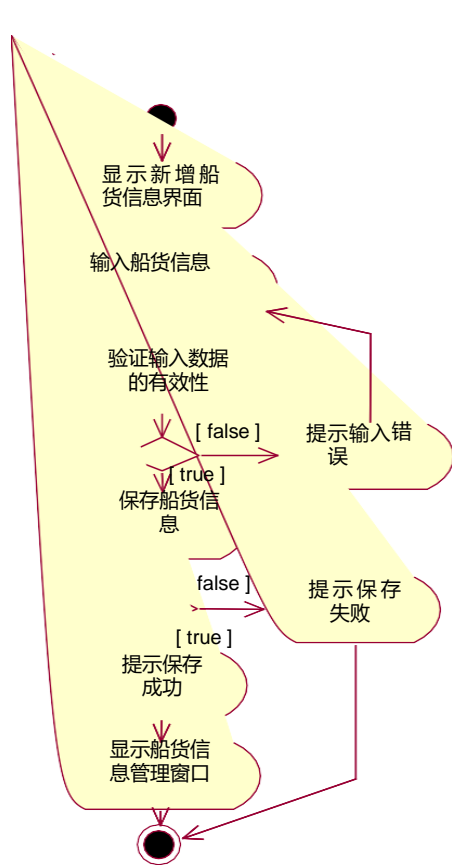 显示新增船
货信息界面
输入船货信息
验证输入数据
的有效性
[ false ]
提示输入错
误
[ true ]
保存船货信
息
false ]
提示保存
失败
[ true ]
提示保存
成功
显示船货信
息管理窗口